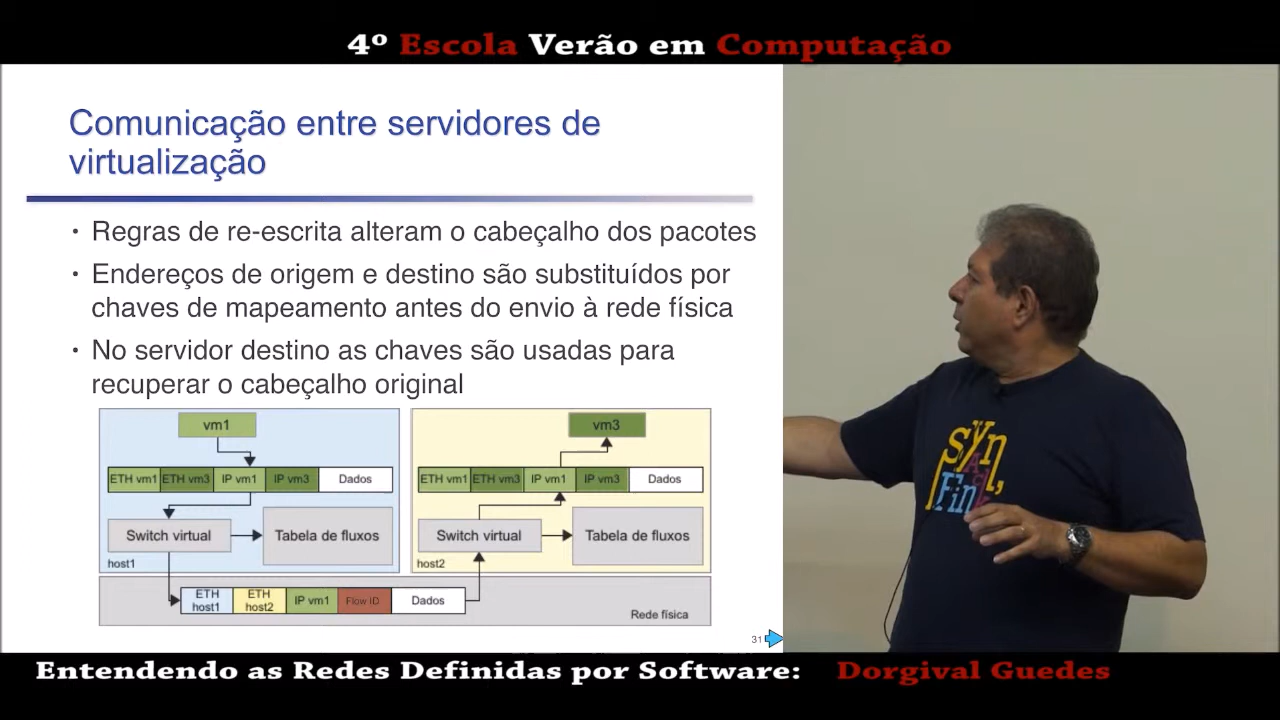 4º Escola Verão em Computação
Comunicação entre servidores de
virtualização
• Regras de re-escrita alteram o cabeçalho dos pacotes
• Endereços de origem e destino são substituídos por
chaves de mapeamento antes do envio à rede física
• No servidor destino as chaves são usadas para
recuperar o cabeçalho original
vm1
ETH vm1 ETH vm3 IP vm1 IP vm3 Dados
Switch virtual Tabela de fluxos
host1
vm3
ETH vm1 ETH vm3 IP vm1 IP vm3 Dados
Switch virtual Tabela de fluxos
host2
ETH host1 ETH host2 IP vm1 Flow ID Dados
Rede física
31
Entendendo as Redes Definidas por Software: Dorgival Guedes